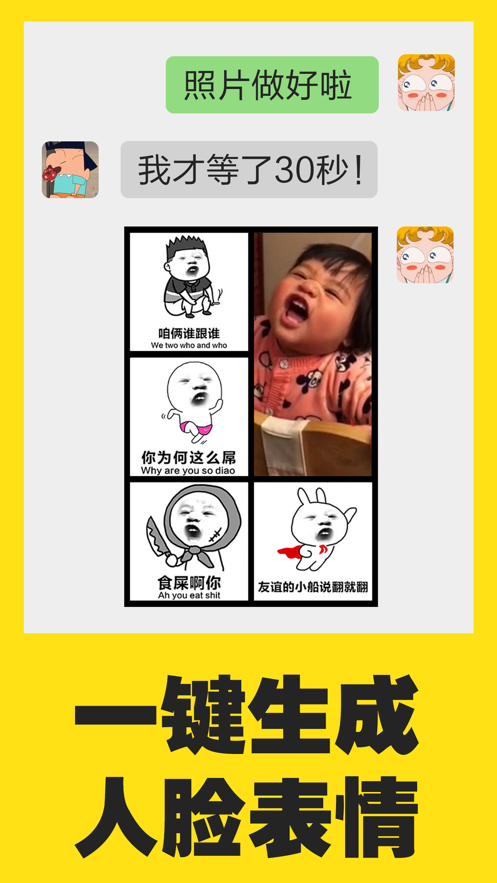 照片做好啦
我才等了30秒!
咱俩谁跟谁
We two who and who
你为何这么屌
Why are you so diao
食屎啊你
Ah you eat shit
友谊的小船说翻就翻
一键生成
人脸表情